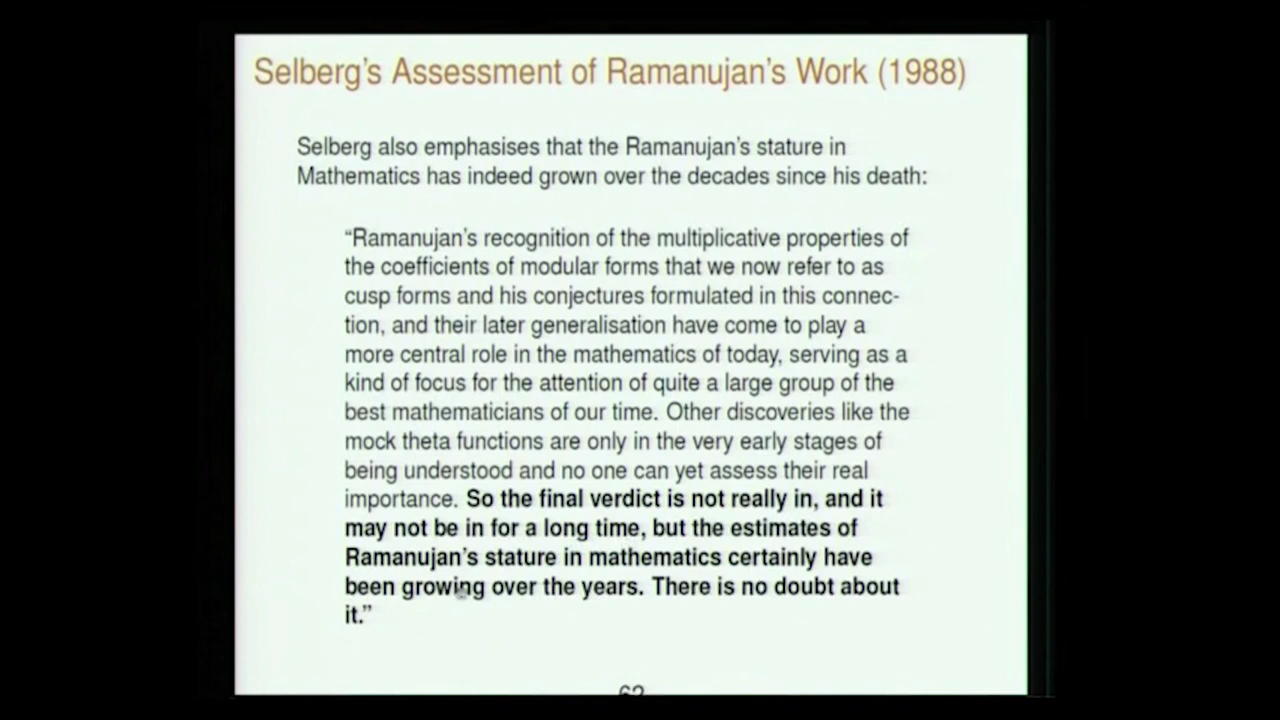 Selberg's Assessment of Ramanujan's Work (1988)
Selberg also emphasises that the Ramanujan's stature in
Mathematics has indeed grown over the decades since his death:
“Ramanujan's recognition of the multiplicative properties of
the coefficients of modular forms that we now refer to as
cusp forms and his conjectures formulated in this connec-
tion, and their later generalisation have come to play a
more central role in the mathematics of today, serving as a
kind of focus for the attention of quite a large group of the
best mathematicians of our time. Other discoveries like the
mock theta functions are only in the very early stages of
being understood and no one can yet assess their real
importance. So the final verdict is not really in, and it
may not be in for a long time, but the estimates of
Ramanujan's stature in mathematics certainly have
been growing over the years. There is no doubt about
it.”